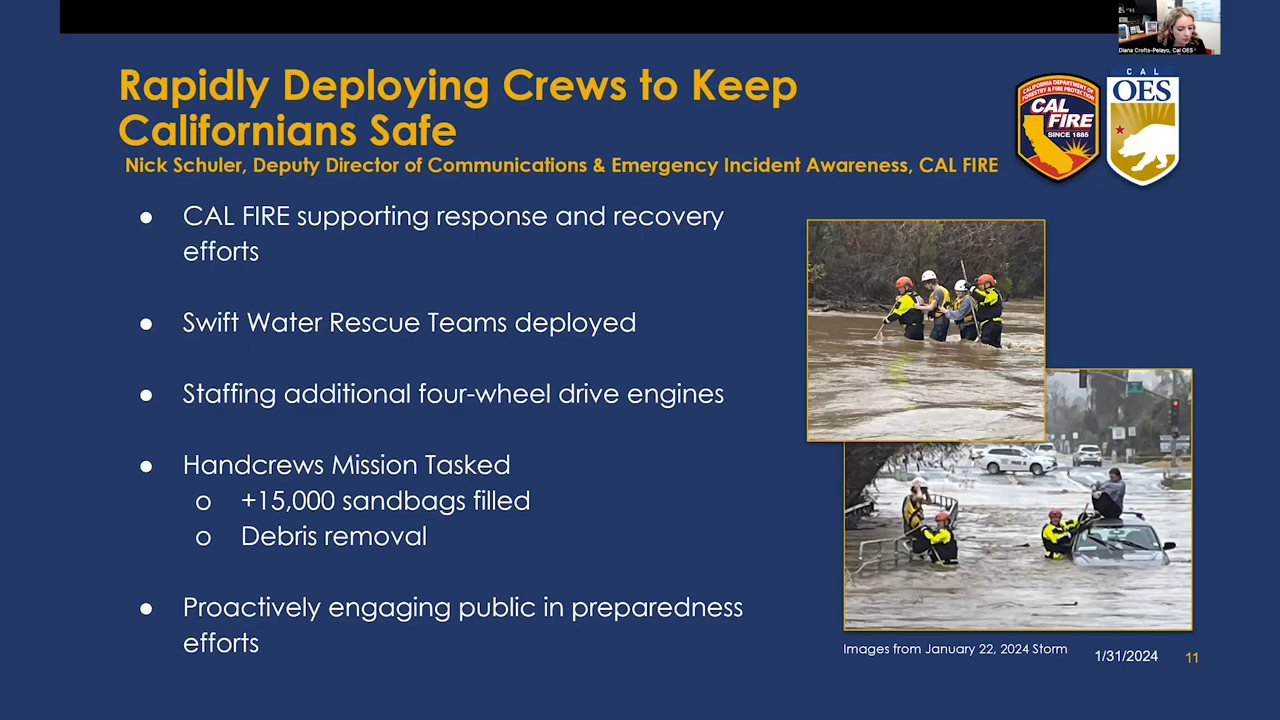 Diana Crofts-Pelayo, Cal OES
Rapidly Deploying Crews to Keep
Californians Safe
Nick Schuler, Deputy Director of Communications & Emergency Incident Awareness, CAL FIRE
CALIFORNIA DEPARTMENT OF
FORESTRY & FIRE PROTECTION
CAL
FIRE
SINCE 1885
CAL
OES
● CAL FIRE supporting response and recovery
efforts
● Swift Water Rescue Teams deployed
● Staffing additional four-wheel drive engines
● Handcrews Mission Tasked
o +15,000 sandbags filled
o Debris removal
● Proactively engaging public in preparedness
efforts
Images from January 22, 2024 Storm
1/31/2024
11